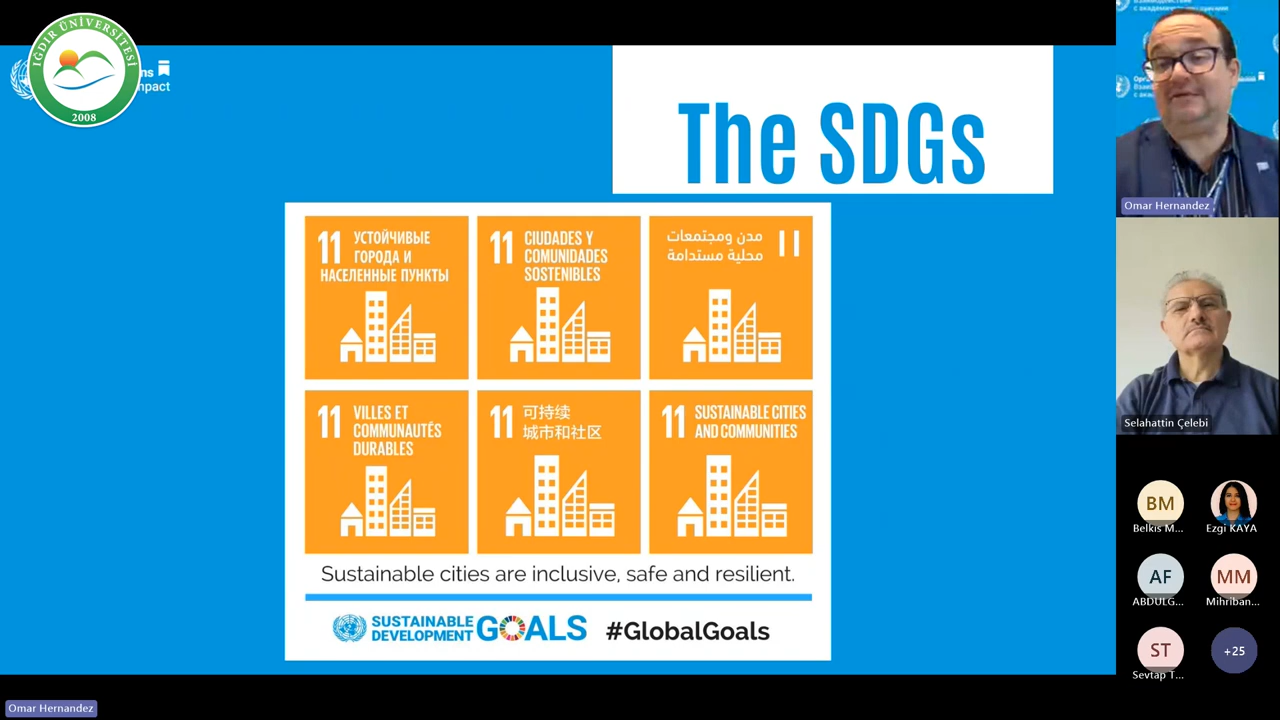 IĞDIR ÜNİVERSİTESİ
2008
The SDGs
11 УСТОЙЧИВЫЕ
ГОРОДА И
НАСЕЛЕННЫЕ ПУНКТЫ
11 CIUDADES Y
COMUNIDADES
SOSTENIBLES
مدن ومجتمعات
محلية مستدامة
١١
11 VILLES ET
COMMUNAUTÉS
DURABLES
11 可持续
城市和社区
11 SUSTAINABLE CITIES
AND COMMUNITIES
Sustainable cities are inclusive, safe and resilient.
SUSTAINABLE
DEVELOPMENT
GOALS
#GlobalGoals
Omar Hernandez ,
Selahattin Çelebi
BM
Belkis M...
Ezgi KAYA
AF
ABDULG...
MM
Mihriban...
ST
Sevtap T...
+25
Omar Hernandez